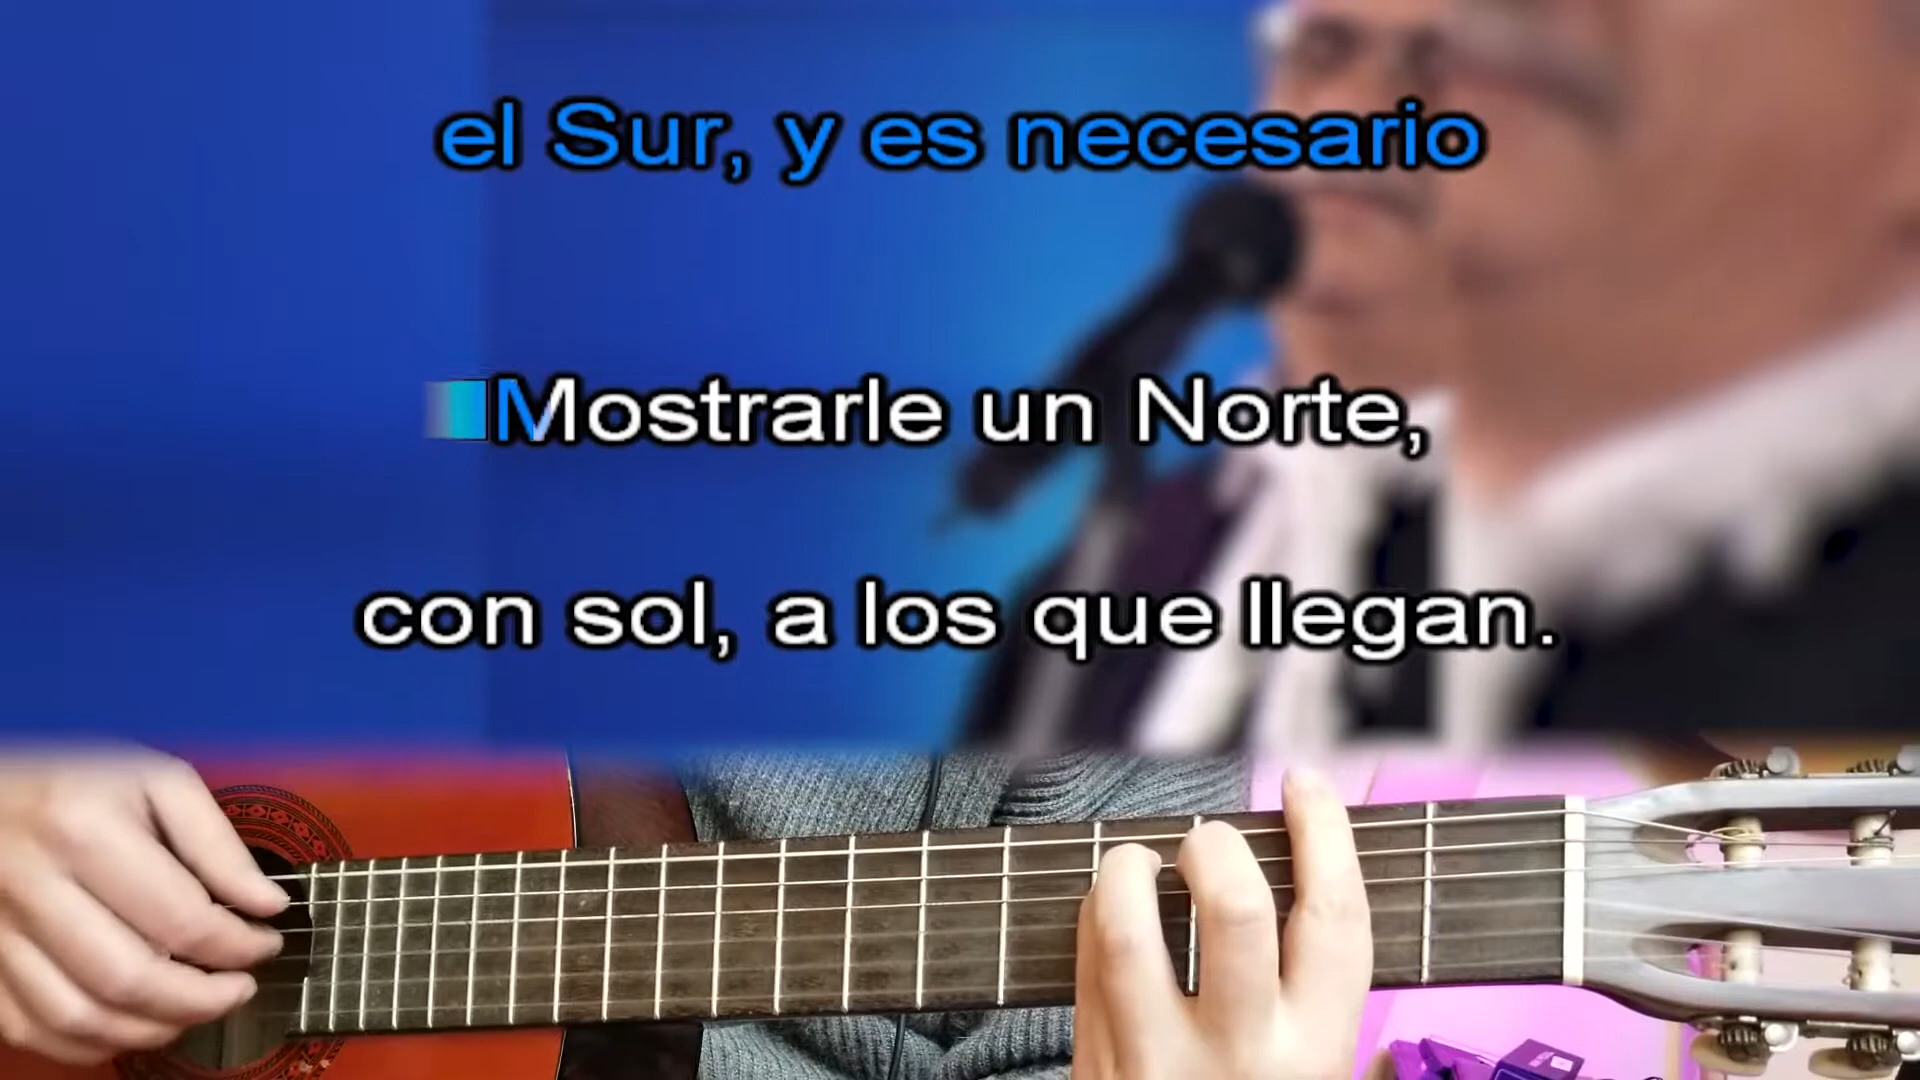 el Sur, y es necesario
Mostrarle un Norte,
con sol, a los que llegan.